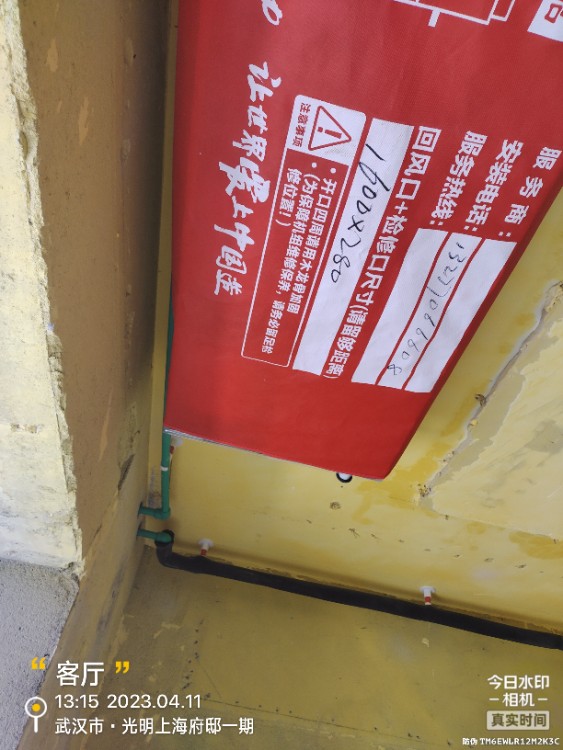 让世界爱上中国造
注意事项
• 开口四周请用木龙骨加固
(为保障机组维修保养,请务必留足检
修位置!)
服务商:
安装电话:
服务热线:
回风口+检修口尺寸(请留够距离)
1600×280
“客厅”
13:15 2023.04.11
武汉市·光明上海府邸一期
今日水印
-相机-
真实时间
防伪 TM6EWLR12M2K3C